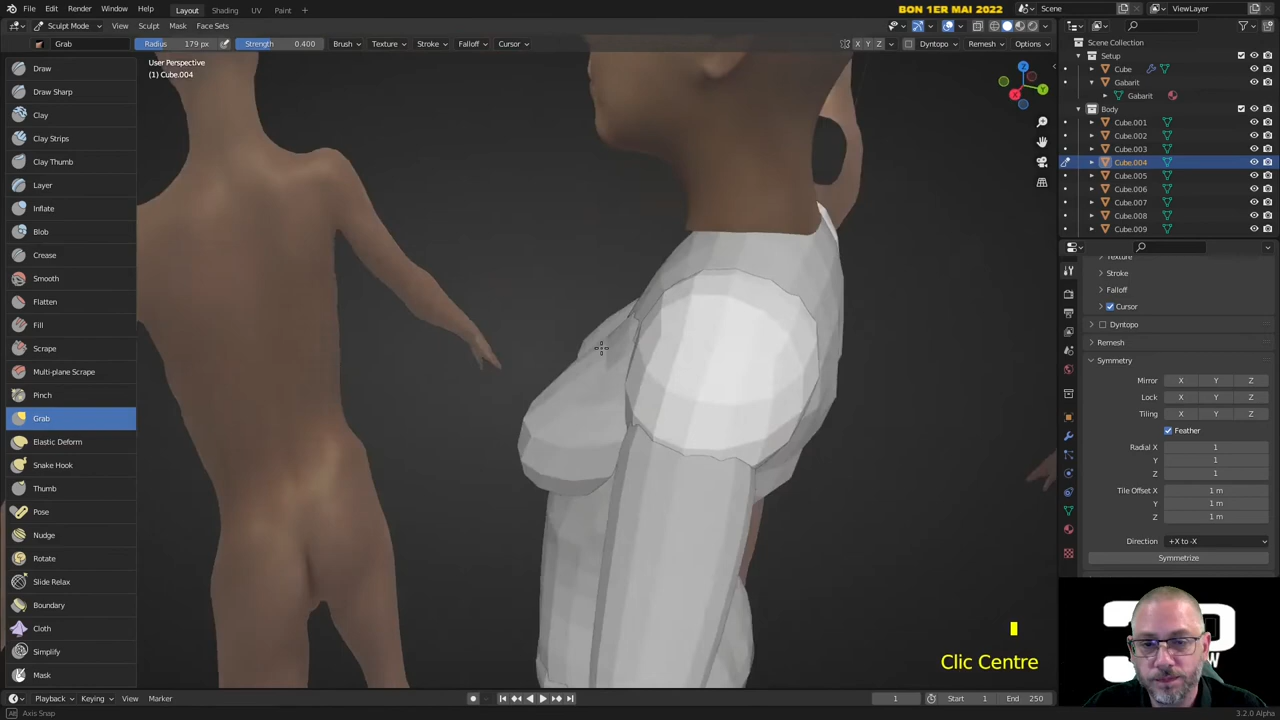 File Edit Render Window Help Layout Shading UV Paint BON 1ER MAI 2022 Scene ViewLayer
Sculpt Mode View Sculpt Mask Face Sets
Grab Radius 179 px Strength 0.400 Brush Texture Stroke Falloff Cursor X Y Z Dyntopo Remesh Options
User Perspective
(1) Cube.004
Draw
Draw Sharp
Clay
Clay Strips
Clay Thumb
Layer
Inflate
Blob
Crease
Smooth
Flatten
Fill
Scrape
Multi-plane Scrape
Pinch
Grab
Elastic Deform
Snake Hook
Thumb
Pose
Nudge
Rotate
Slide Relax
Boundary
Cloth
Simplify
Mask
Z
Y
X
Clic Centre
Scene Collection
Setup
Cube
Gabarit
Gabarit
Body
Cube.001
Cube.002
Cube.003
Cube.004
Cube.005
Cube.006
Cube.007
Cube.008
Cube.009
Texture
Stroke
Falloff
Cursor
Dyntopo
Remesh
Symmetry
Mirror X Y Z
Lock X Y Z
Tiling X Y Z
Feather
Radial X 1
Y 1
Z 1
Tile Offset X 1 m
Y 1 m
Z 1 m
Direction +X to -X
Symmetrize
Playback Keying View Marker 1 Start 1 End 250
Axis Snap 3.2.0 Alpha